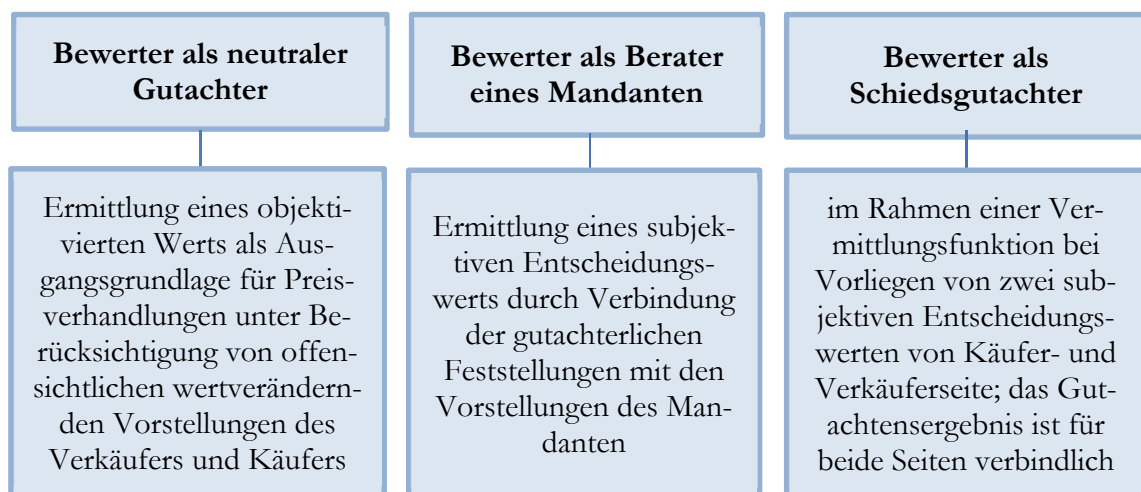 Bewerter als neutraler
Gutachter
Ermittlung eines objekti-
vierten Werts als Aus-
gangsgrundlage für Preis-
verhandlungen unter Be-
rücksichtigung von offen-
sichtlichen wertverändern-
den Vorstellungen des
Verkäufers und Käufers
Bewerter als Berater
eines Mandanten
Ermittlung eines subjek-
tiven Entscheidungs-
werts durch Verbindung
der gutachterlichen
Feststellungen mit den
Vorstellungen des Man-
danten
Bewerter als
Schiedsgutachter
im Rahmen einer Ver-
mittlungsfunktion bei
Vorliegen von zwei sub-
jektiven Entscheidungs-
werten von Käufer- und
Verkäuferseite; das Gut-
achtensergebnis ist für
beide Seiten verbindlich